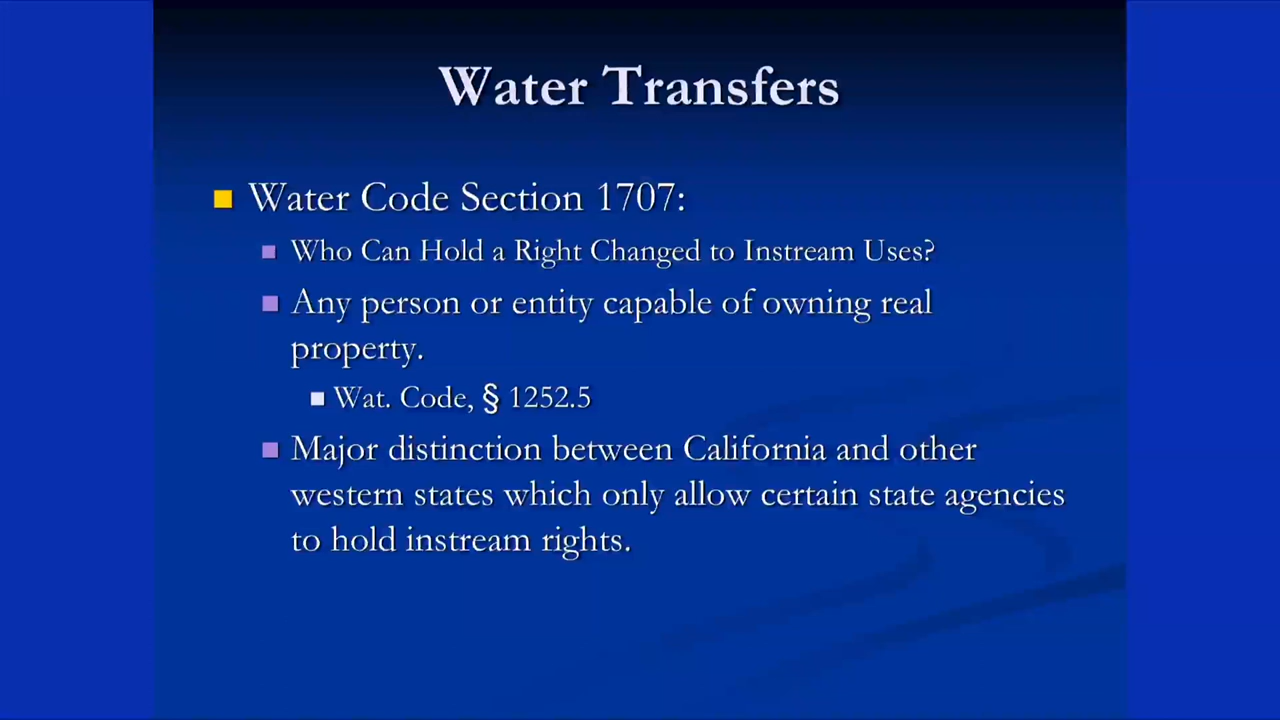 Water Transfers
Water Code Section 1707:
Who Can Hold a Right Changed to Instream Uses?
Any person or entity capable of owning real
property.
Wat. Code, § 1252.5
Major distinction between California and other
western states which only allow certain state agencies
to hold instream rights.